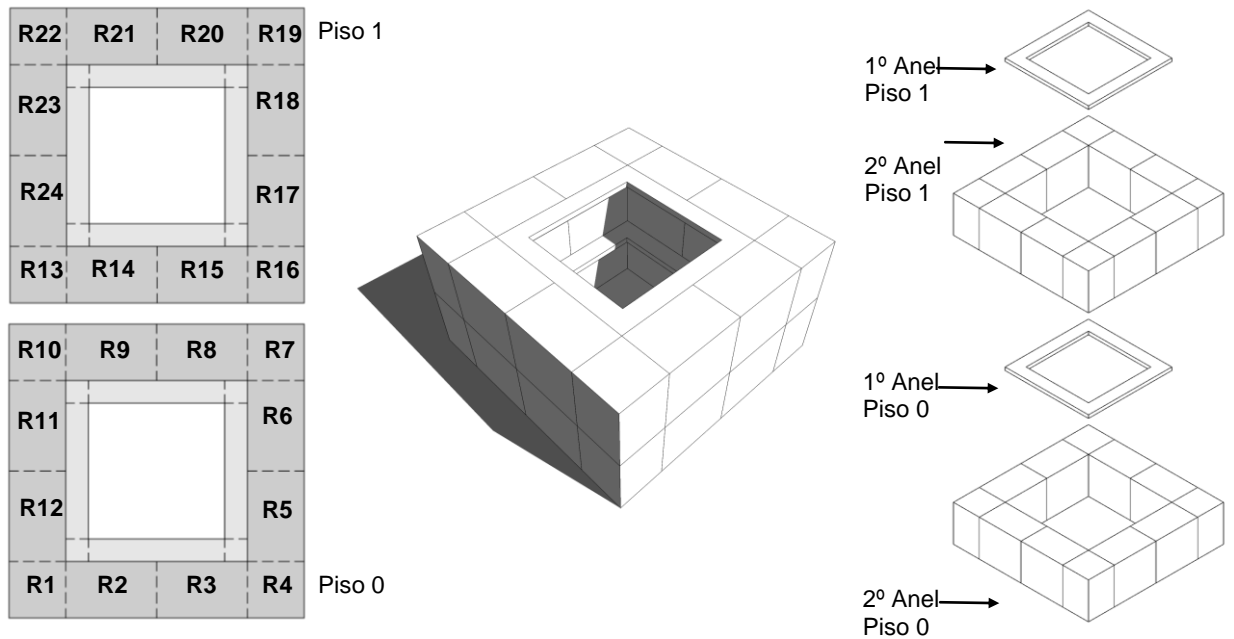 R22 R21 R20 R19 Piso 1
R23 R18
R24 R17
R13 R14 R15 R16
R10 R9 R8 R7
R11 R6
R12 R5
R1 R2 R3 R4 Piso 0
1º Anel
Piso 1
2º Anel
Piso 1
1º Anel
Piso 0
2º Anel
Piso 0